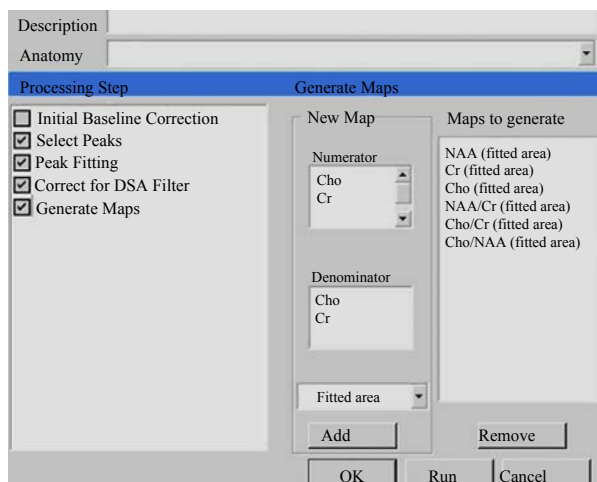 Description
Anatomy
Processing Step
Generate Maps
Initial Baseline Correction
Select Peaks
Peak Fitting
Correct for DSA Filter
Generate Maps
New Map
Numerator
Cho
Cr
Denominator
Cho
Cr
Fitted area
Add
Maps to generate
NAA (fitted area)
Cr (fitted area)
Cho (fitted area)
NAA/Cr (fitted area)
Cho/Cr (fitted area)
Cho/NAA (fitted area)
Remove
OK
Run
Cancel